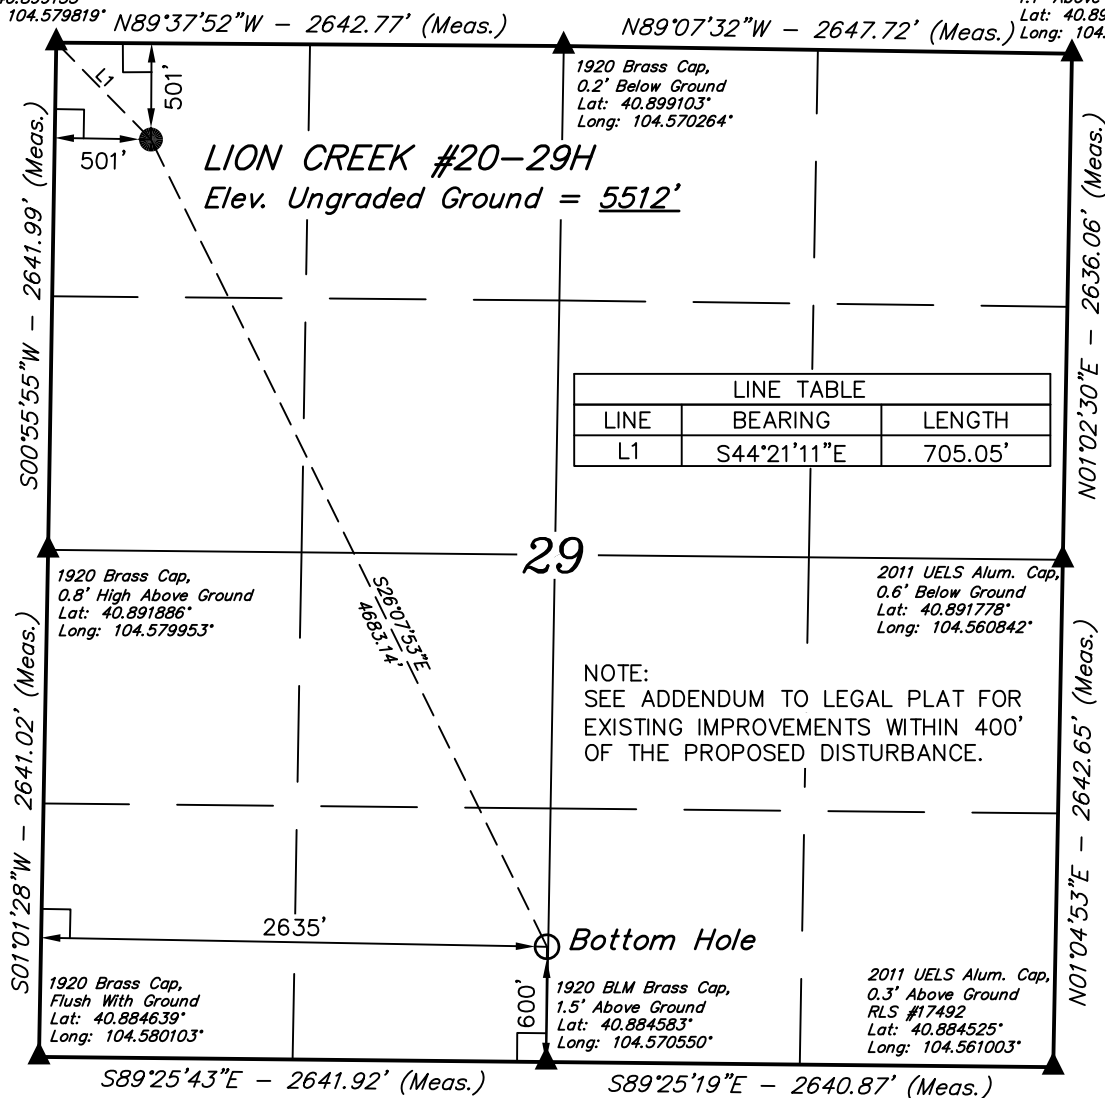 104.579819°
N89°37'52"W - 2642.77' (Meas.)
N89°07'32"W - 2647.72' (Meas.)
Lat: 40.89
Long: 104.
L1
501'
501'
1920 Brass Cap,
0.2' Below Ground
Lat: 40.899103°
Long: 104.570264°
LION CREEK #20-29H
Elev. Ungraded Ground = 5512'
S00°55'55"W - 2641.99' (Meas.)
N01°02'30"E - 2636.06' (Meas.)
LINE TABLE
LINE BEARING LENGTH
L1 S44°21'11"E 705.05'
29
1920 Brass Cap,
0.8' High Above Ground
Lat: 40.891886°
Long: 104.579953°
2011 UELS Alum. Cap,
0.6' Below Ground
Lat: 40.891778°
Long: 104.560842°
S26°07'53"E
4683.14'
NOTE:
SEE ADDENDUM TO LEGAL PLAT FOR
EXISTING IMPROVEMENTS WITHIN 400'
OF THE PROPOSED DISTURBANCE.
S01°01'28"W - 2641.02' (Meas.)
N01°04'53"E - 2642.65' (Meas.)
2635'
Bottom Hole
600'
1920 Brass Cap,
Flush With Ground
Lat: 40.884639°
Long: 104.580103°
1920 BLM Brass Cap,
1.5' Above Ground
Lat: 40.884583°
Long: 104.570550°
2011 UELS Alum. Cap,
0.3' Above Ground
RLS #17492
Lat: 40.884525°
Long: 104.561003°
S89°25'43"E - 2641.92' (Meas.)
S89°25'19"E - 2640.87' (Meas.)